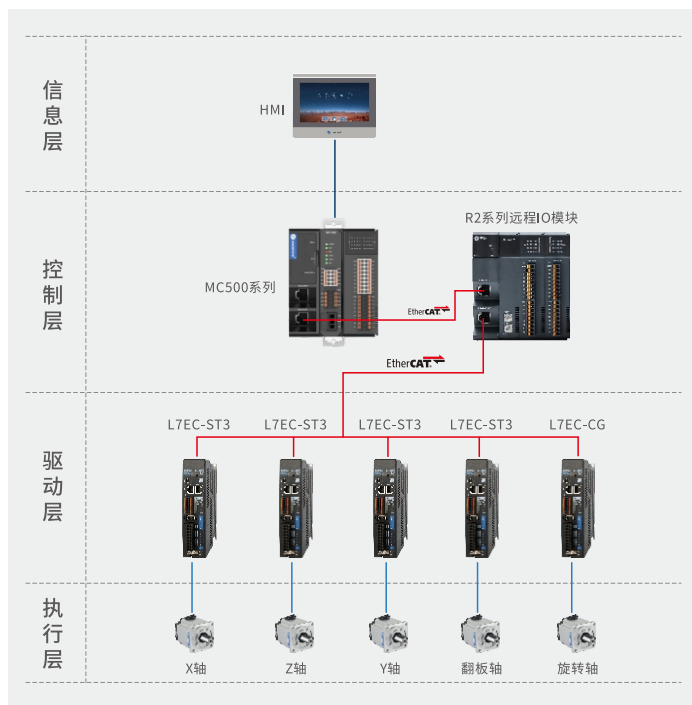 信息层
HMI
控制层
R2系列远程IO模块
MC500系列
EtherCAT
EtherCAT
驱动层
L7EC-ST3
L7EC-ST3
L7EC-ST3
L7EC-ST3
L7EC-CG
执行层
X轴
Z轴
Y轴
翻板轴
旋转轴